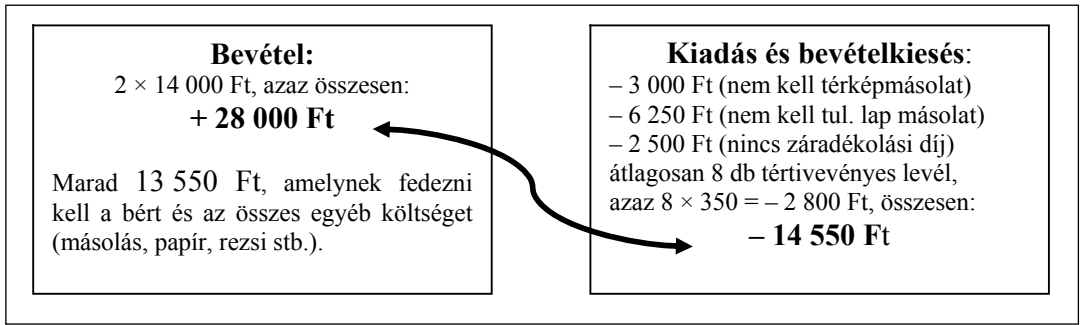 Bevétel:
2 × 14 000 Ft, azaz összesen:
+ 28 000 Ft
Marad 13 550 Ft, amelynek fedezni
kell a bért és az összes egyéb költséget
(másolás, papír, rezsi stb.).
Kiadás és bevételkiesés:
– 3 000 Ft (nem kell térképmásolat)
– 6 250 Ft (nem kell tul. lap másolat)
– 2 500 Ft (nincs záradékolási díj)
átlagosan 8 db tértivevényes levél,
azaz 8 × 350 = – 2 800 Ft, összesen:
– 14 550 Ft